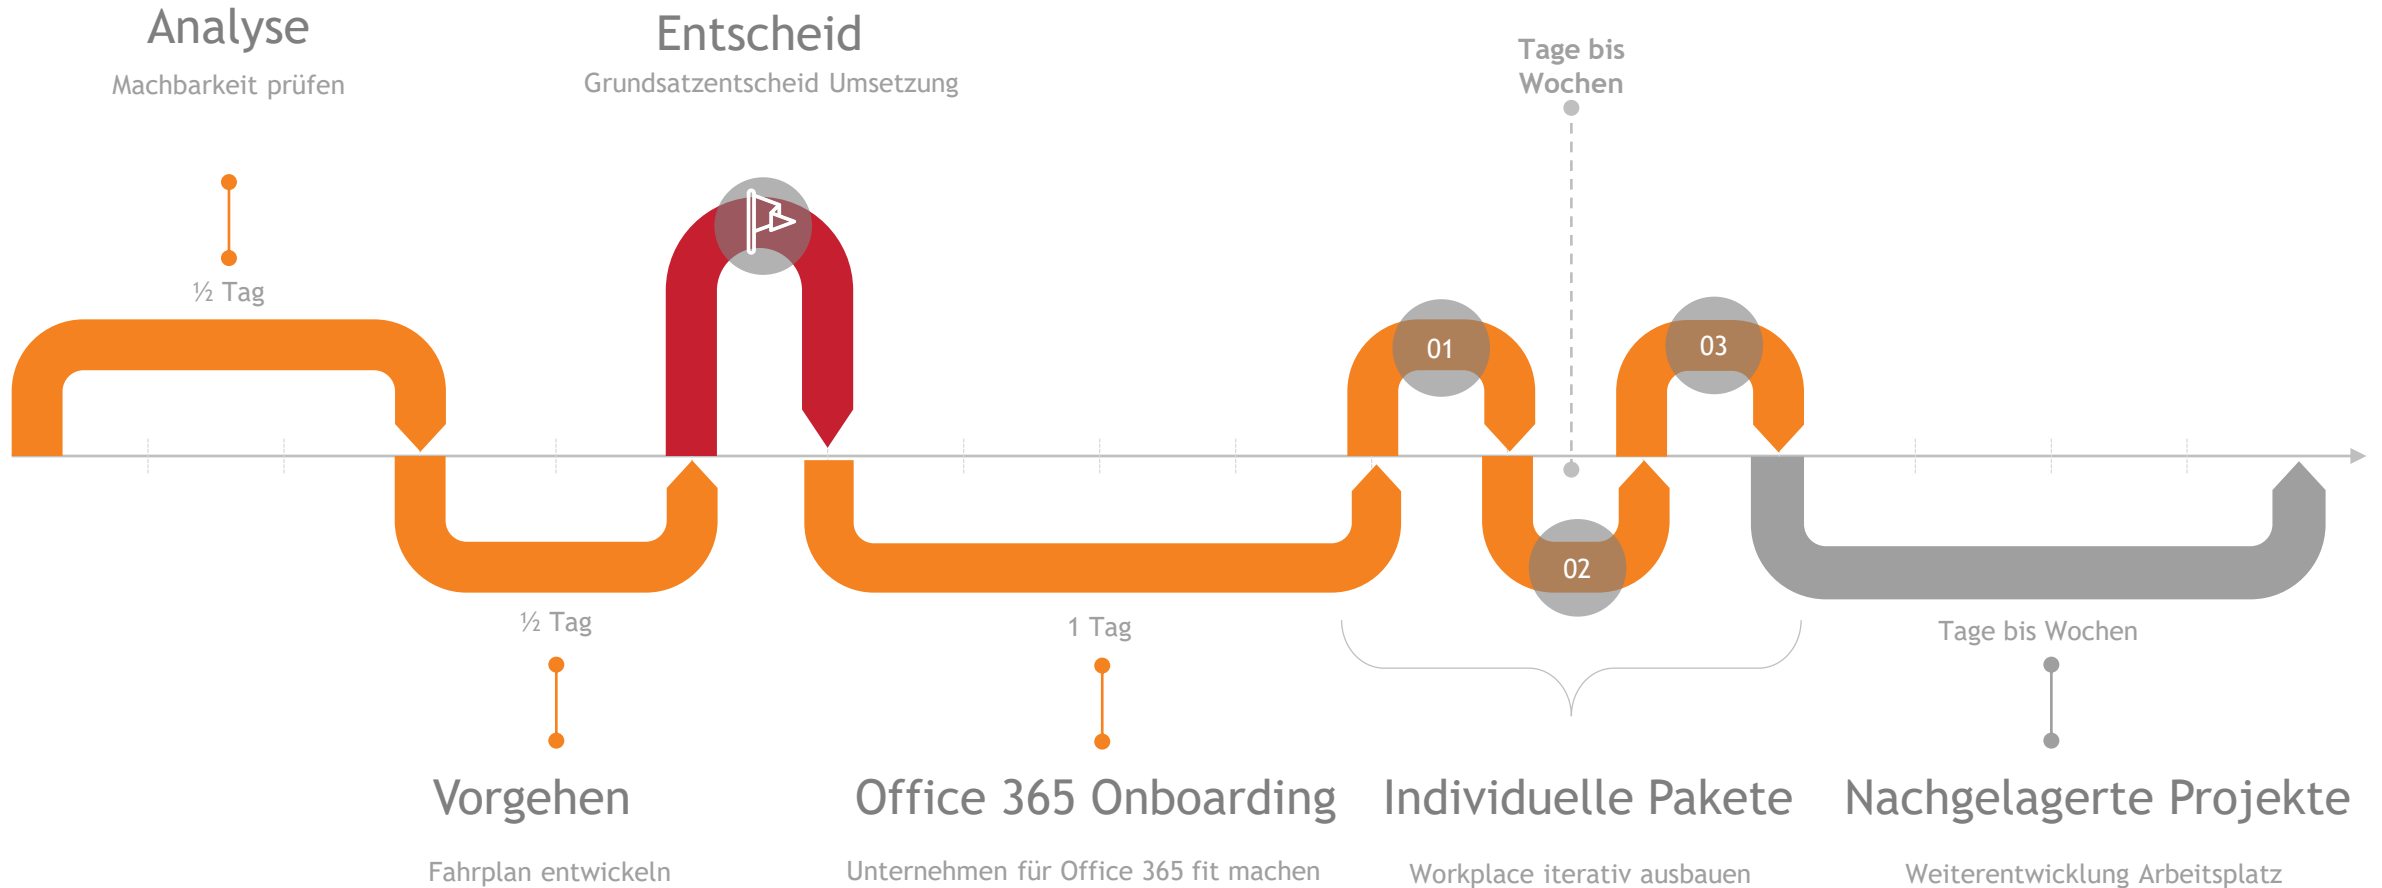 Analyse
Machbarkeit prüfen
½ Tag
Entscheid
Grundsatzentscheid Umsetzung
Tage bis
Wochen
01
02
03
½ Tag
Vorgehen
Fahrplan entwickeln
1 Tag
Office 365 Onboarding
Unternehmen für Office 365 fit machen
Individuelle Pakete
Workplace iterativ ausbauen
Tage bis Wochen
Nachgelagerte Projekte
Weiterentwicklung Arbeitsplatz